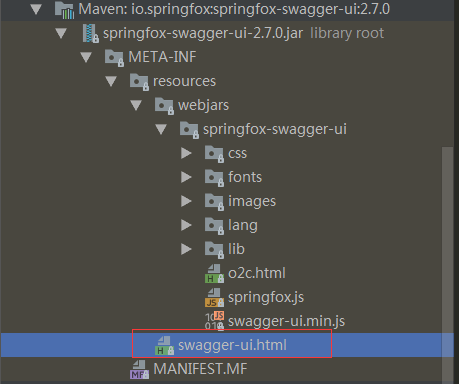 Maven: io.springfox:springfox-swagger-ui:2.7.0
springfox-swagger-ui-2.7.0.jar library root
META-INF
resources
webjars
springfox-swagger-ui
css
fonts
images
lang
lib
o2c.html
springfox.js
swagger-ui.min.js
swagger-ui.html
MANIFEST.MF